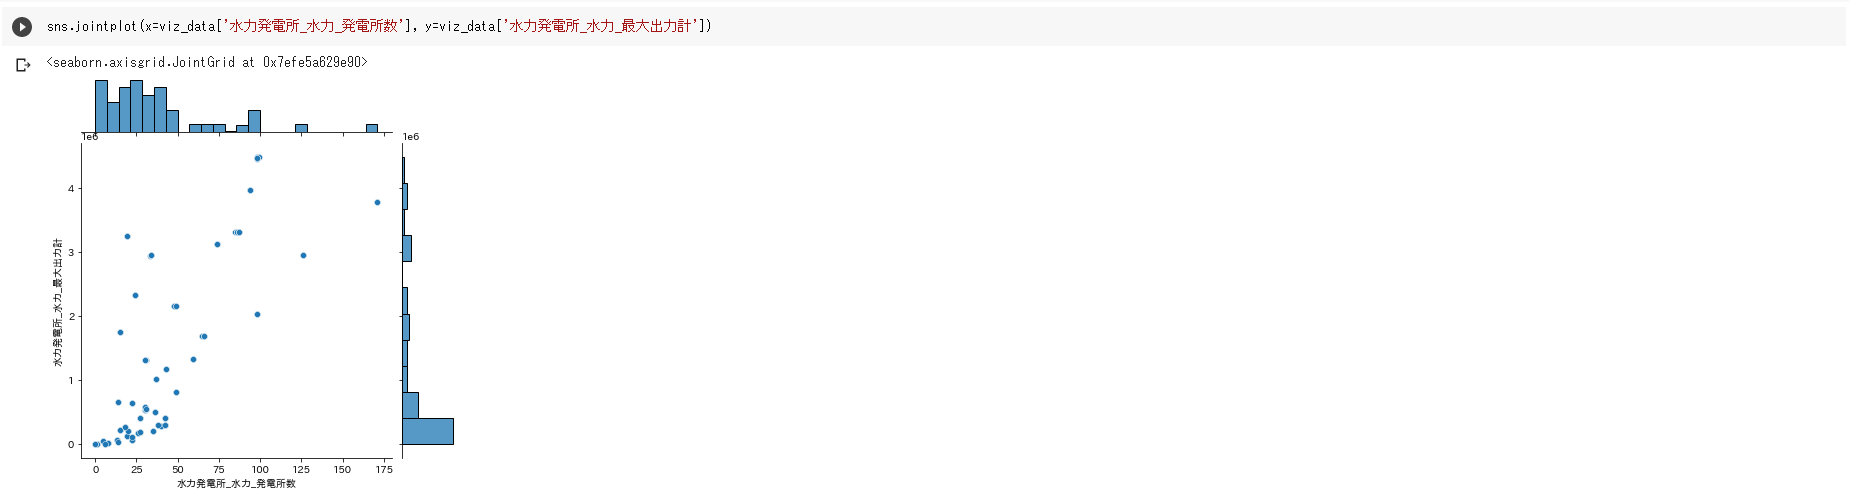 sns.jointplot(x=viz_data['水力発電所_水力_発電所数'], y=viz_data['水力発電所_水力_最大出力計'])
<seaborn.axisgrid.JointGrid at 0x7efe5a629e90>
1e6
1e6
4
3
2
1
0
水力発電所_水力_最大出力計
0 25 50 75 100 125 150 175
水力発電所_水力_発電所数